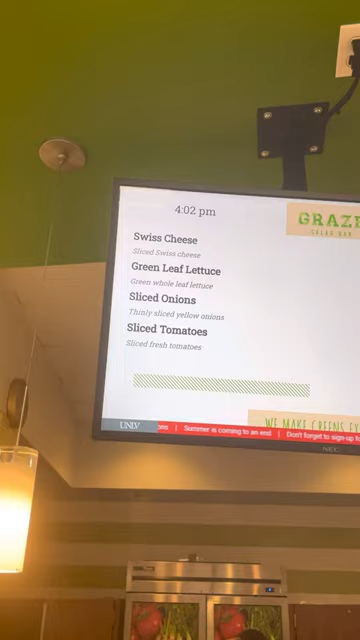 4:02 pm
GRAZE
SALAD BAR
Swiss Cheese
Sliced Swiss cheese
Green Leaf Lettuce
Green whole leaf lettuce
Sliced Onions
Thinly sliced yellow onions
Sliced Tomatoes
Sliced fresh tomatoes
WE MAKE GREENS
UNLV | Summer is coming to an end | Don't forget to sign-up
NEC